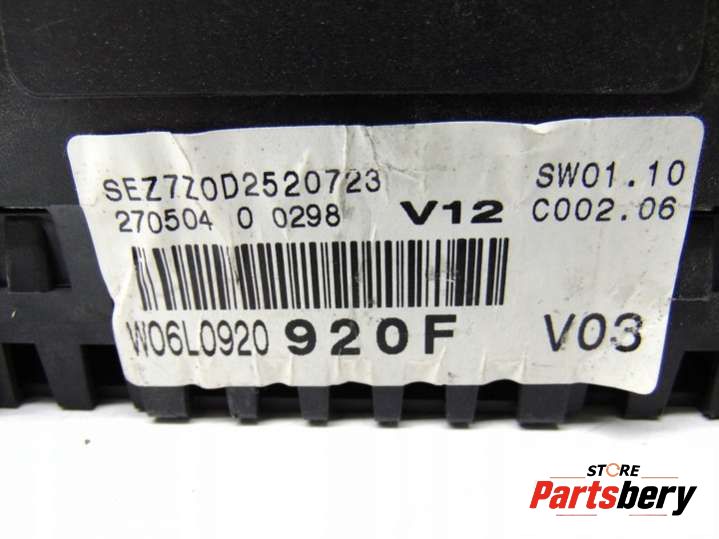 SEZ7Z0D2520723 SW01.10
270504 0 0298 V12 C002.06
W06L0920 920F V03
STORE
Partsbery